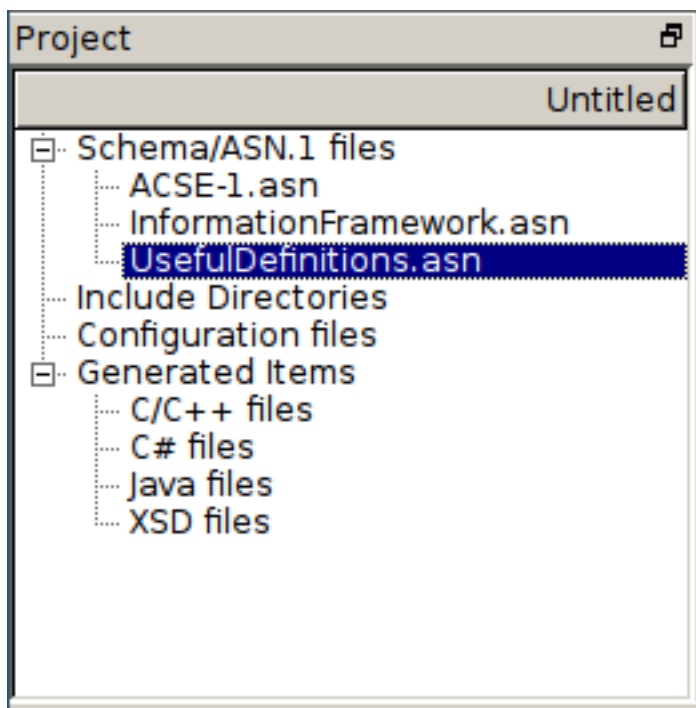 Project
Untitled
Schema/ASN.1 files
ACSE-1.asn
InformationFramework.asn
UsefulDefinitions.asn
Include Directories
Configuration files
Generated Items
C/C++ files
C# files
Java files
XSD files